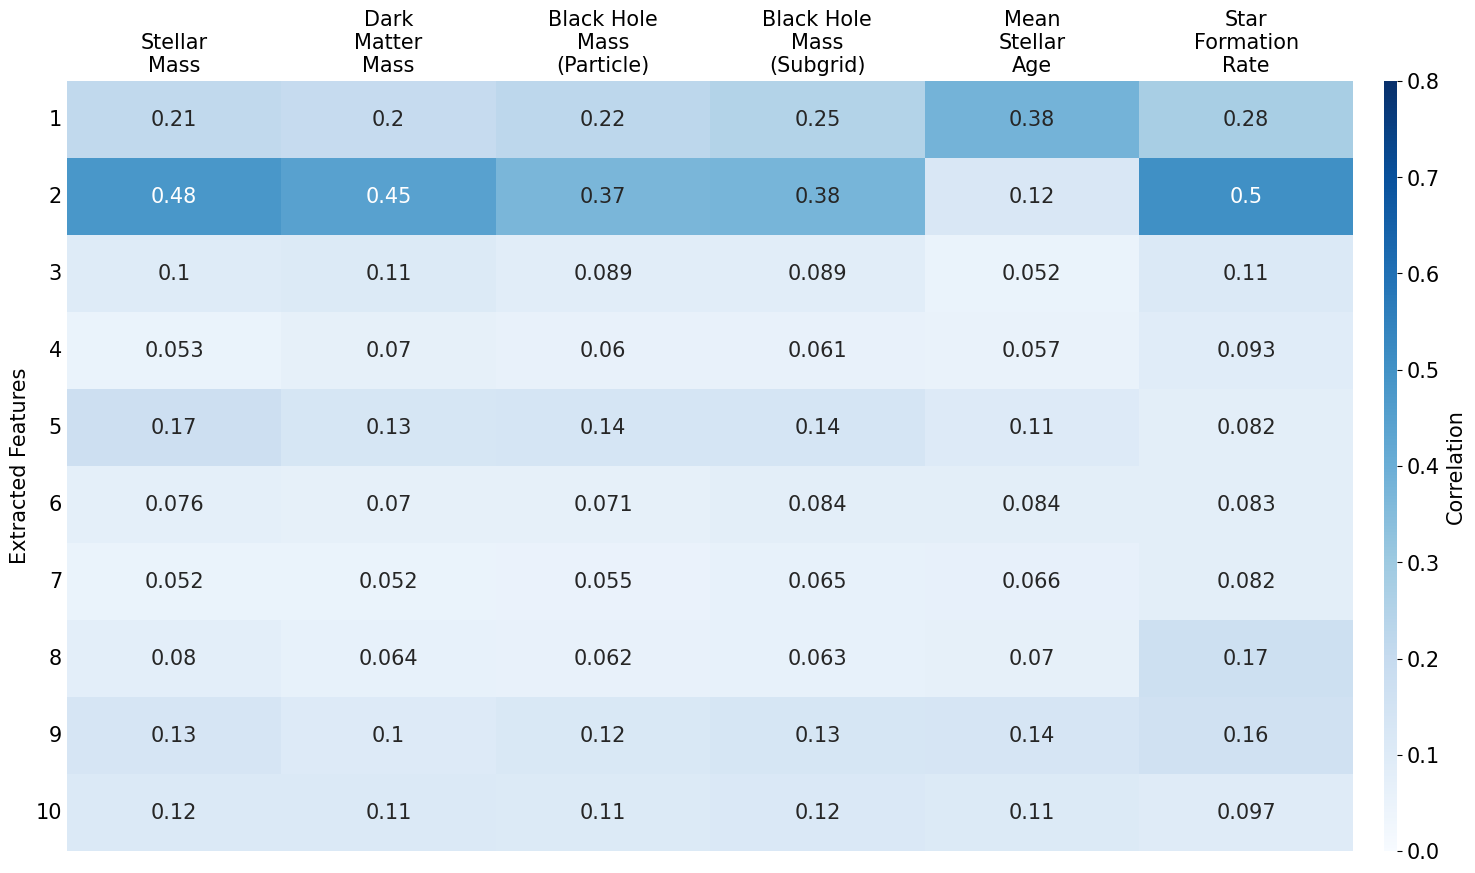 Stellar
Mass
Dark
Matter
Mass
Black Hole
Mass
(Particle)
Black Hole
Mass
(Subgrid)
Mean
Stellar
Age
Star
Formation
Rate
Extracted Features
1 0.21 0.2 0.22 0.25 0.38 0.28
2 0.48 0.45 0.37 0.38 0.12 0.5
3 0.1 0.11 0.089 0.089 0.052 0.11
4 0.053 0.07 0.06 0.061 0.057 0.093
5 0.17 0.13 0.14 0.14 0.11 0.082
6 0.076 0.07 0.071 0.084 0.084 0.083
7 0.052 0.052 0.055 0.065 0.066 0.082
8 0.08 0.064 0.062 0.063 0.07 0.17
9 0.13 0.1 0.12 0.13 0.14 0.16
10 0.12 0.11 0.11 0.12 0.11 0.097
0.8
0.7
0.6
0.5
0.4
0.3
0.2
0.1
0.0
Correlation